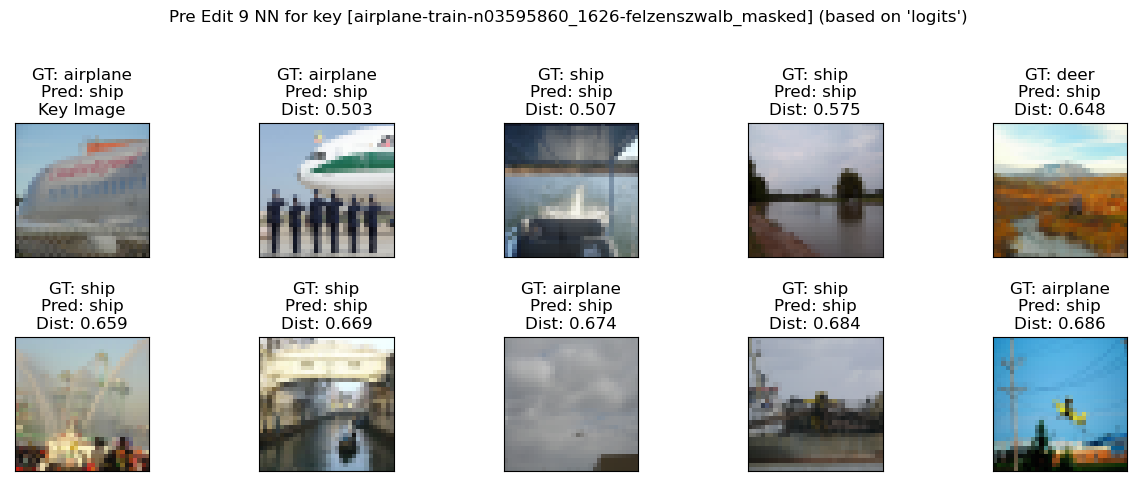 Pre Edit 9 NN for key [airplane-train-n03595860_1626-felzenszwalb_masked] (based on 'logits')
GT: airplane
Pred: ship
Key Image
GT: airplane
Pred: ship
Dist: 0.503
GT: ship
Pred: ship
Dist: 0.507
GT: ship
Pred: ship
Dist: 0.575
GT: deer
Pred: ship
Dist: 0.648
GT: ship
Pred: ship
Dist: 0.659
GT: ship
Pred: ship
Dist: 0.669
GT: airplane
Pred: ship
Dist: 0.674
GT: ship
Pred: ship
Dist: 0.684
GT: airplane
Pred: ship
Dist: 0.686